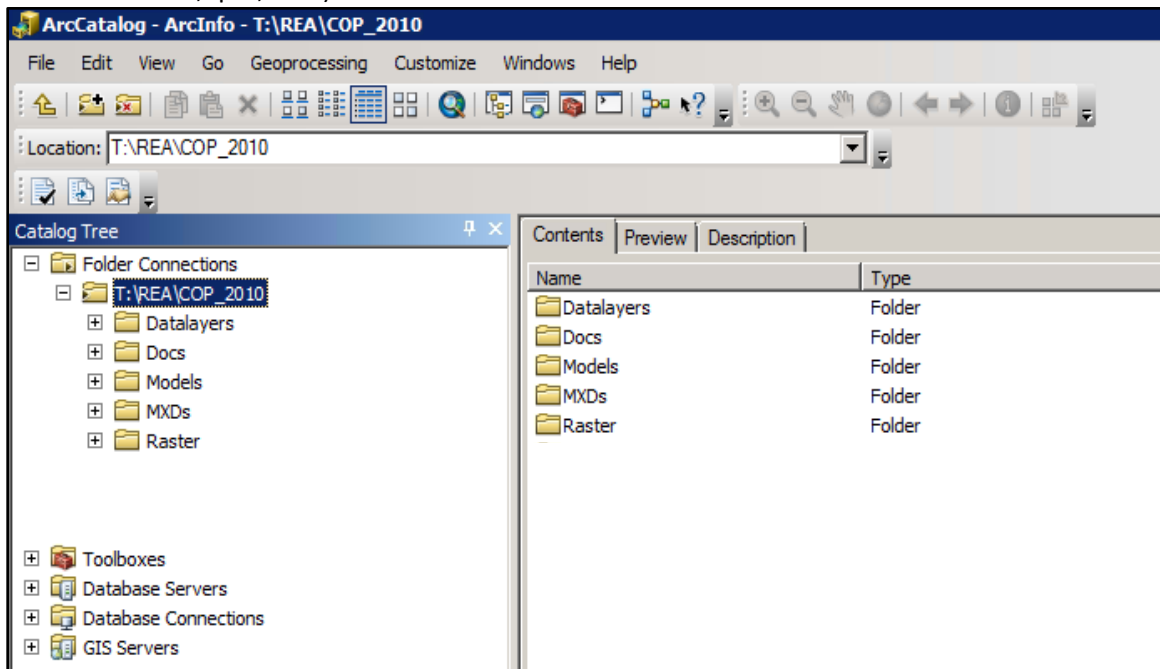 ArcCatalog - ArcInfo - T:\REA\COP_2010
File Edit View Go Geoprocessing Customize Windows Help
Location: T:\REA\COP_2010
Catalog Tree
Folder Connections
T:\REA\COP_2010
Datalayers
Docs
Models
MXDs
Raster
Toolboxes
Database Servers
Database Connections
GIS Servers
Contents Preview Description
Name Type
Datalayers Folder
Docs Folder
Models Folder
MXDs Folder
Raster Folder